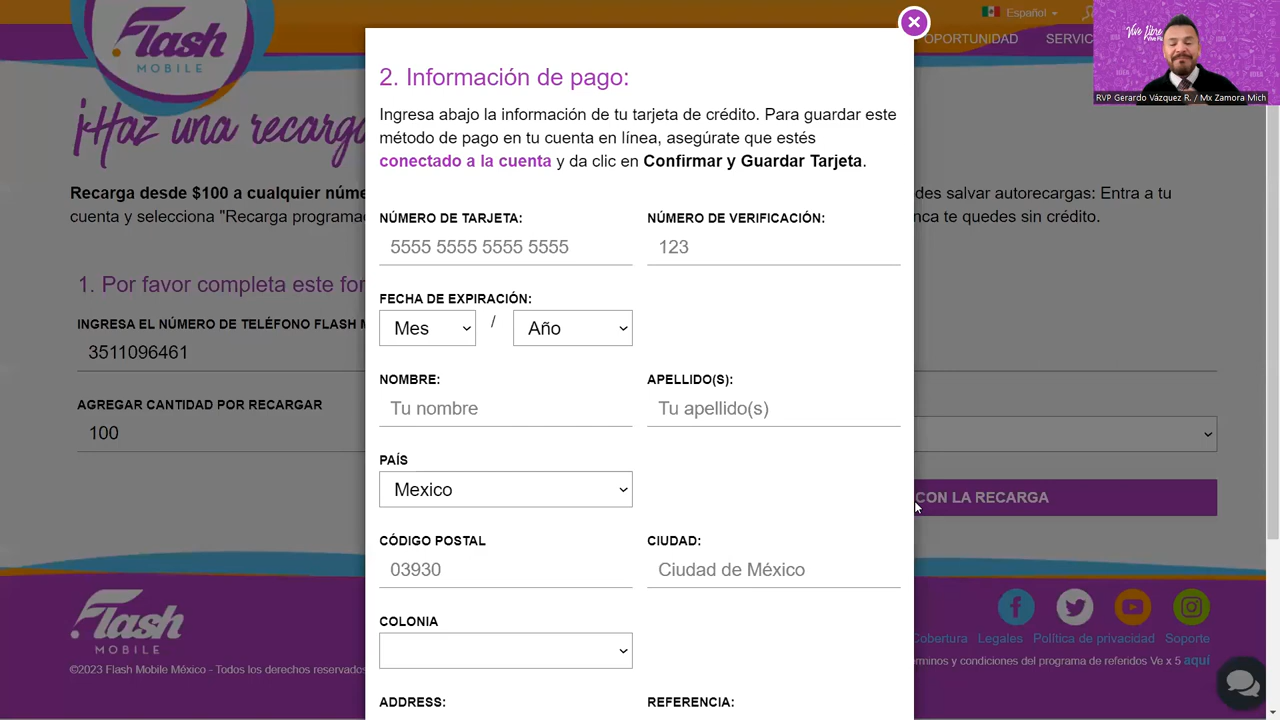 Flash
MOBILE
Español
OPORTUNIDAD
SERVIC
Vive Libre
RVP Gerardo Vázquez R. / Mx Zamora Mich
¡Haz una recarga
Recarga desde $100 a cualquier núme
des salvar autorecargas: Entra a tu
cuenta y selecciona "Recarga programa
nca te quedes sin crédito.
1. Por favor completa este for
INGRESA EL NÚMERO DE TELÉFONO FLASH M
3511096461
AGREGAR CANTIDAD POR RECARGAR
100
CON LA RECARGA
2. Información de pago:
Ingresa abajo la información de tu tarjeta de crédito. Para guardar este
método de pago en tu cuenta en línea, asegúrate que estés
conectado a la cuenta y da clic en Confirmar y Guardar Tarjeta.
NÚMERO DE TARJETA:
NÚMERO DE VERIFICACIÓN:
5555 5555 5555 5555
123
FECHA DE EXPIRACIÓN:
Mes / Año
NOMBRE:
APELLIDO(S):
Tu nombre
Tu apellido(s)
PAÍS
Mexico
CÓDIGO POSTAL
CIUDAD:
03930
Ciudad de México
COLONIA
ADDRESS:
REFERENCIA:
Flash
MOBILE
©2023 Flash Mobile México - Todos los derechos reservados
Cobertura Legales Política de privacidad Soporte
rminos y condiciones del programa de referidos Ve x 5 aquí